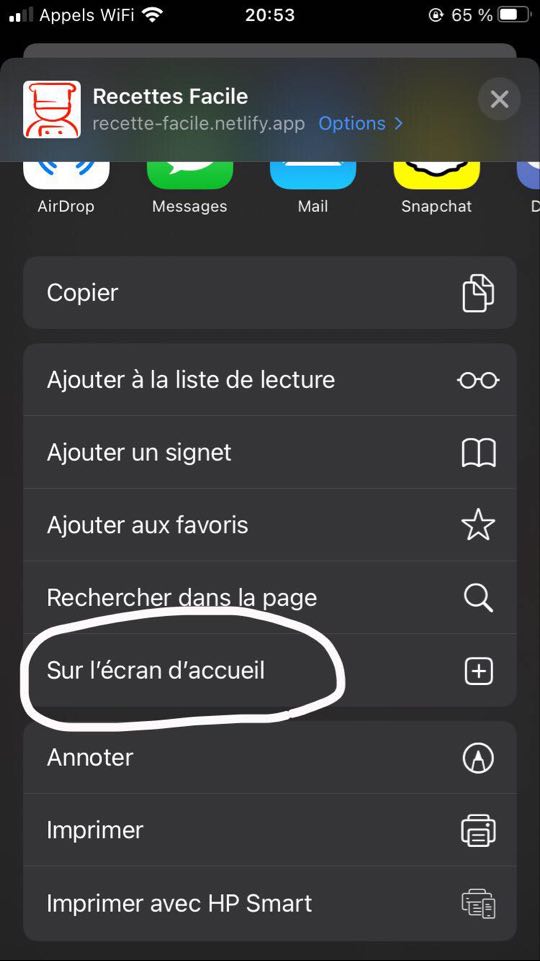 Appels WiFi 20:53 65 %
Recettes Facile
recette-facile.netlify.app Options
AirDrop Messages Mail Snapchat D
Copier
Ajouter à la liste de lecture
Ajouter un signet
Ajouter aux favoris
Rechercher dans la page
Sur l’écran d’accueil
Annoter
Imprimer
Imprimer avec HP Smart